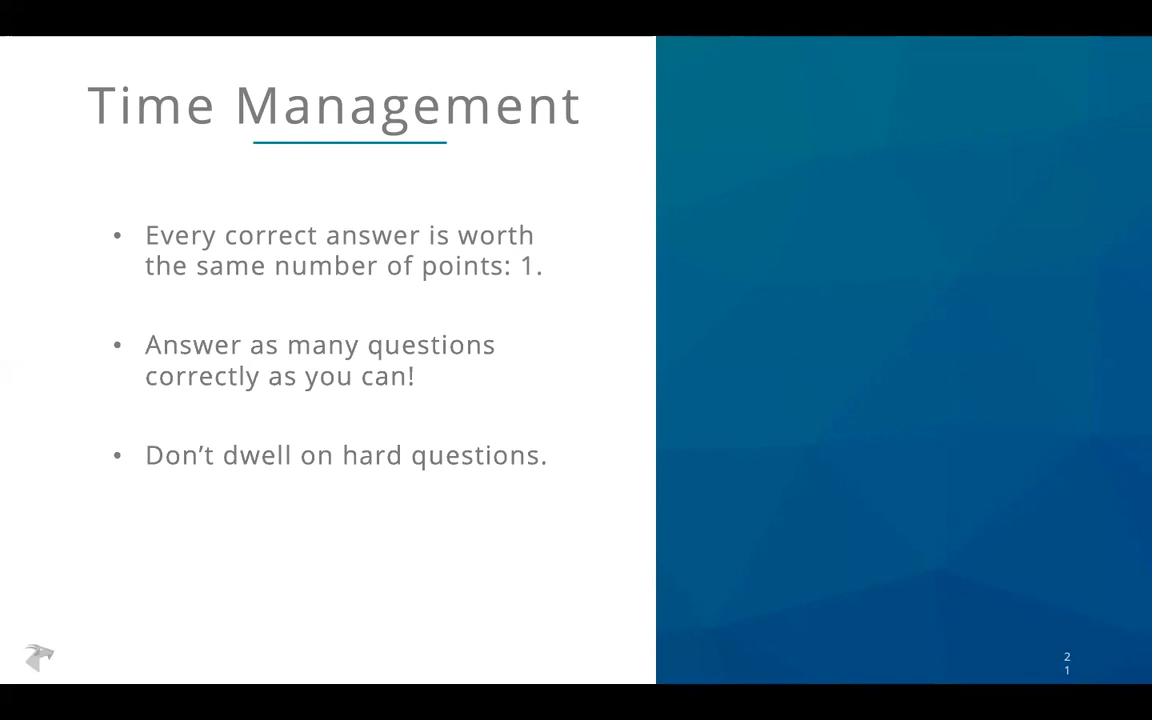 Time Management
• Every correct answer is worth
the same number of points: 1.
• Answer as many questions
correctly as you can!
• Don’t dwell on hard questions.
2
1